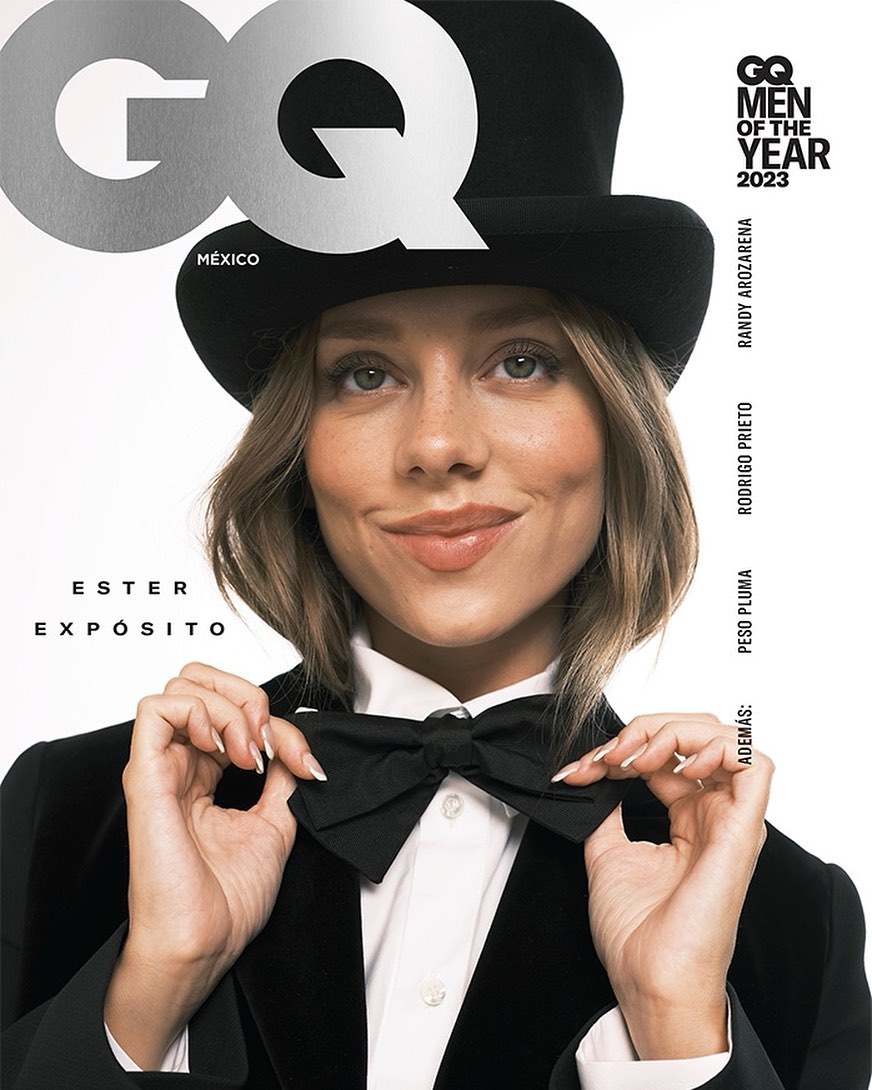 GQ
MÉXICO
GQ
MEN
OF THE
YEAR
2023
ESTER
EXPÓSITO
ADEMÁS: PESO PLUMA RODRIGO PRIETO RANDY AROZARENA